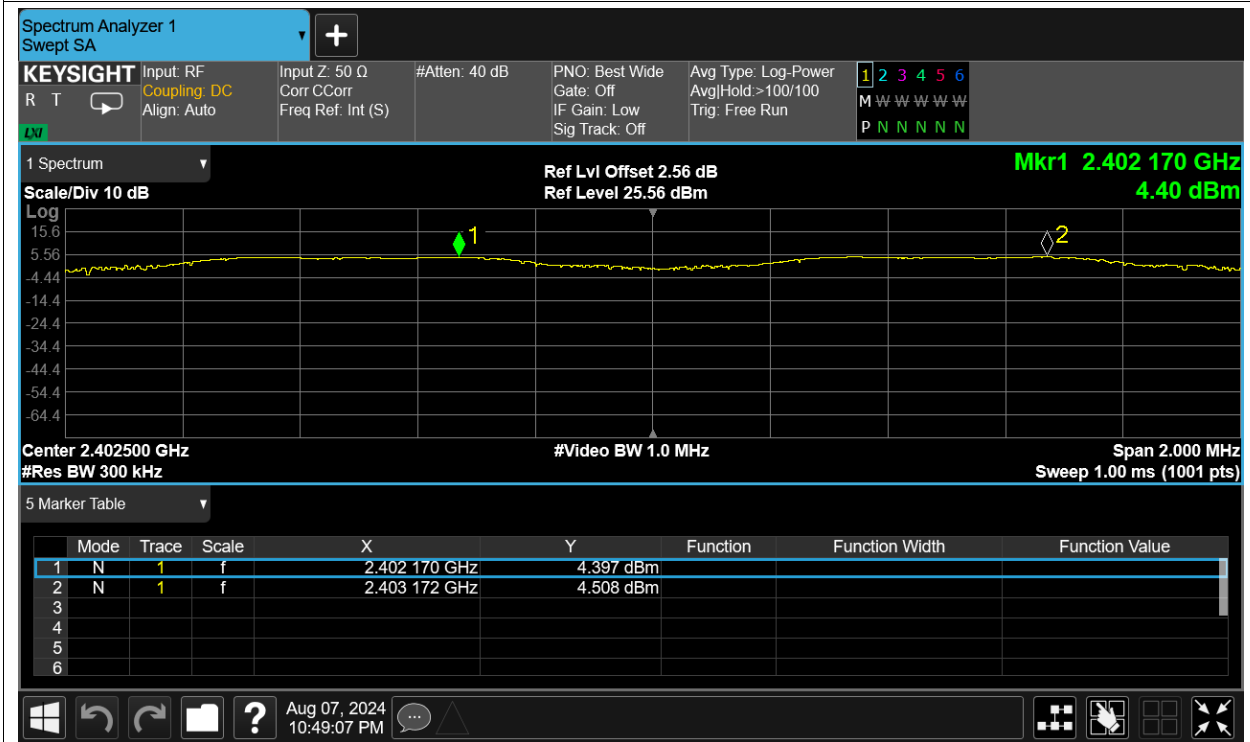 Spectrum Analyzer 1
Swept SA
+
KEYSIGHT Input: RF Input Z: 50 Ω #Atten: 40 dB PNO: Best Wide Avg Type: Log-Power 1 2 3 4 5 6
R T Coupling: DC Corr CCorr Gate: Off Avg|Hold:>100/100 M W W W W W
Align: Auto Freq Ref: Int (S) IF Gain: Low Trig: Free Run
LXI Sig Track: Off P N N N N N
1 Spectrum Ref Lvl Offset 2.56 dB Mkr1 2.402 170 GHz
Scale/Div 10 dB Ref Level 25.56 dBm 4.40 dBm
Log
15.6
5.56
-4.44
-14.4
-24.4
-34.4
-44.4
-54.4
-64.4
1
2
Center 2.402500 GHz #Video BW 1.0 MHz Span 2.000 MHz
#Res BW 300 kHz Sweep 1.00 ms (1001 pts)
5 Marker Table
Mode Trace Scale X Y Function Function Width Function Value
1 N 1 f 2.402 170 GHz 4.397 dBm
2 N 1 f 2.403 172 GHz 4.508 dBm
3
4
5
6
? Aug 07, 2024
10:49:07 PM